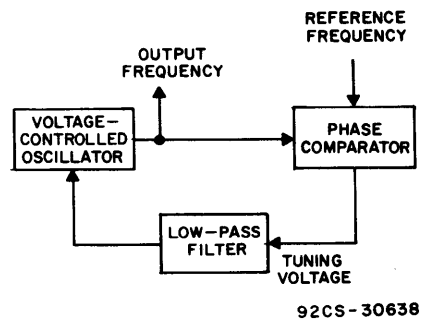 REFERENCE
FREQUENCY
OUTPUT
FREQUENCY
VOLTAGE–
CONTROLLED
OSCILLATOR
PHASE
COMPARATOR
LOW–PASS
FILTER
TUNING
VOLTAGE
92CS-30638